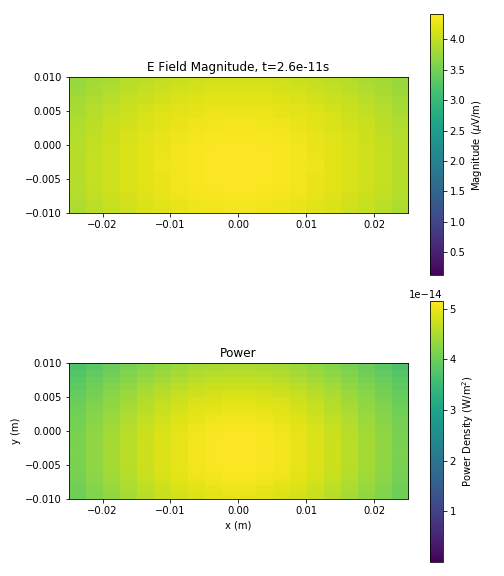 E Field Magnitude, t=2.6e-11s
0.010
0.005
0.000
−0.005
−0.010
−0.02 −0.01 0.00 0.01 0.02
4.0
3.5
3.0
2.5
2.0
1.5
1.0
0.5
Magnitude (μV/m)
Power
0.010
0.005
0.000
−0.005
−0.010
y (m)
−0.02 −0.01 0.00 0.01 0.02
x (m)
1e−14
5
4
3
2
1
Power Density (W/m²)